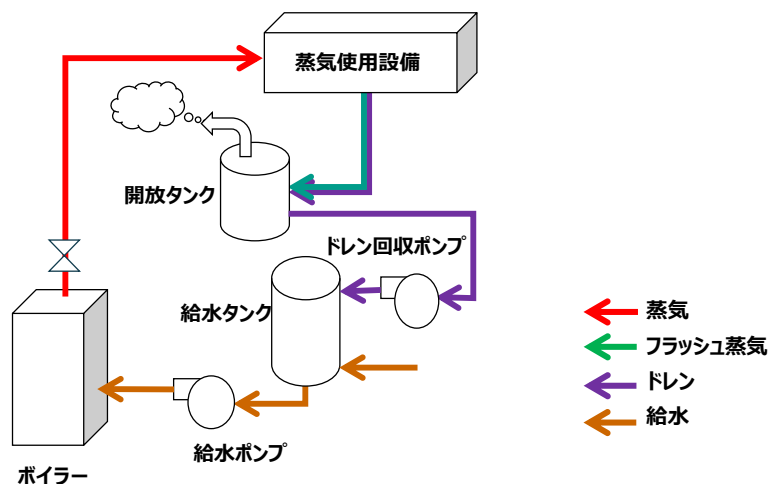 蒸気使用設備
開放タンク
ドレン回収ポンプ
給水タンク
給水ポンプ
ボイラー
蒸気
フラッシュ蒸気
ドレン
給水